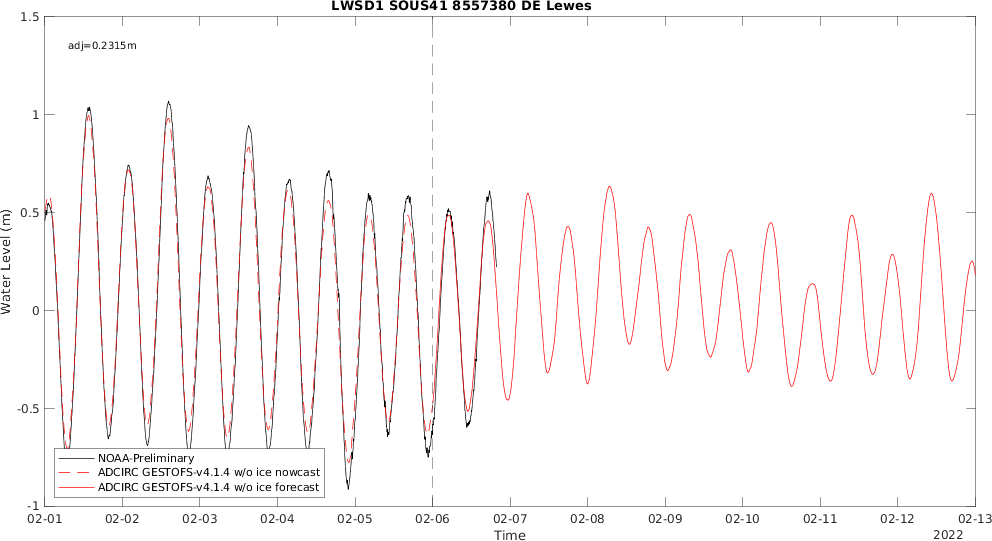 LWSD1 SOUS41 8557380 DE Lewes
adj=0.2315m
1.5
1
0.5
0
-0.5
-1
Water Level (m)
NOAA-Preliminary
ADCIRC GESTOFS-v4.1.4 w/o ice nowcast
ADCIRC GESTOFS-v4.1.4 w/o ice forecast
02-01 02-02 02-03 02-04 02-05 02-06 02-07 02-08 02-09 02-10 02-11 02-12 02-13
Time
2022